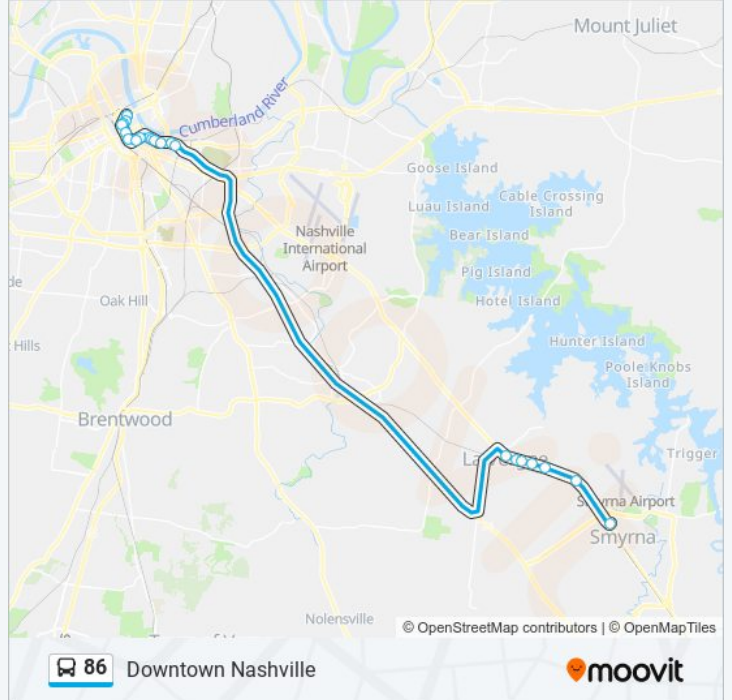 Mount Juliet
Cumberland River
Goose Island
Cable Crossing
Island
Luau Island
Nashville
International
Airport
Bear Island
Pig Island
Oak Hill
Hotel Island
Hills
Hunter Island
Poole Knobs
Island
Brentwood
Trigger
Smyrna Airport
Smyrna
Nolensville
© OpenStreetMap contributors | © OpenMapTiles
86 Downtown Nashville
moovit